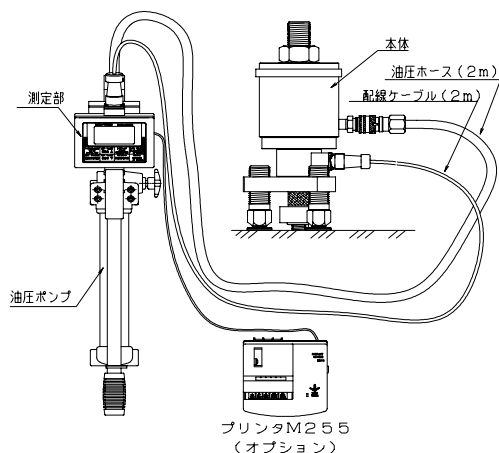 本体
油圧ホース(2m)
配線ケーブル(2m)
測定部
油圧ポンプ
プリンタM255
(オプション)